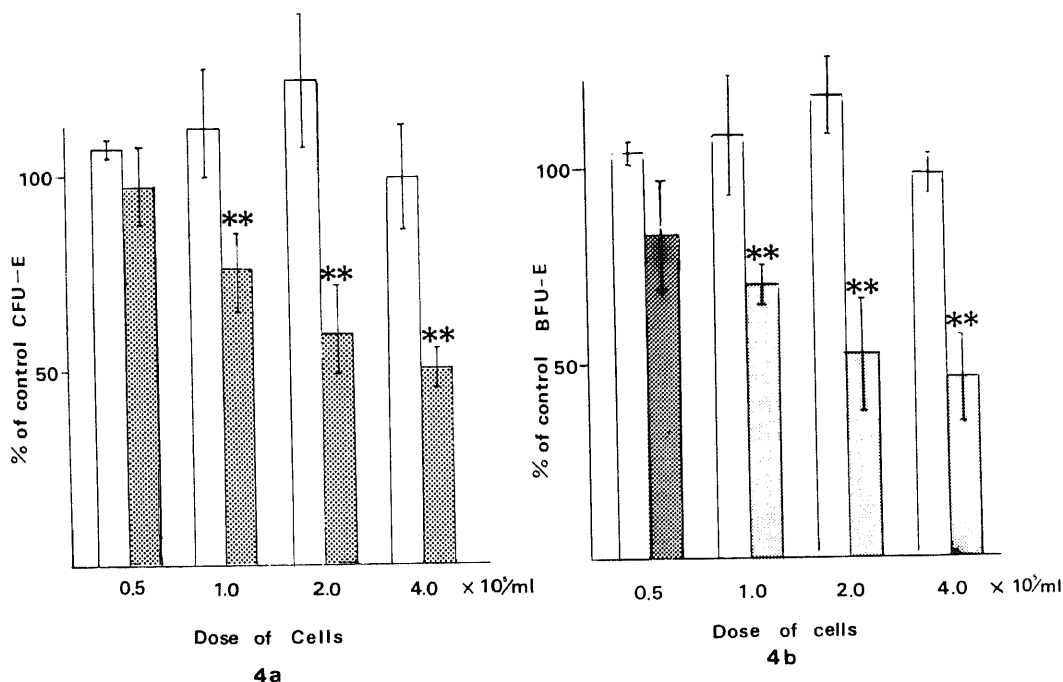 % of control CFU-E
100
50
**
**
**
0.5 1.0 2.0 4.0 × 10⁵/ml
Dose of Cells
4a
% of control BFU-E
100
50
**
**
**
0.5 1.0 2.0 4.0 × 10⁵/ml
Dose of cells
4b